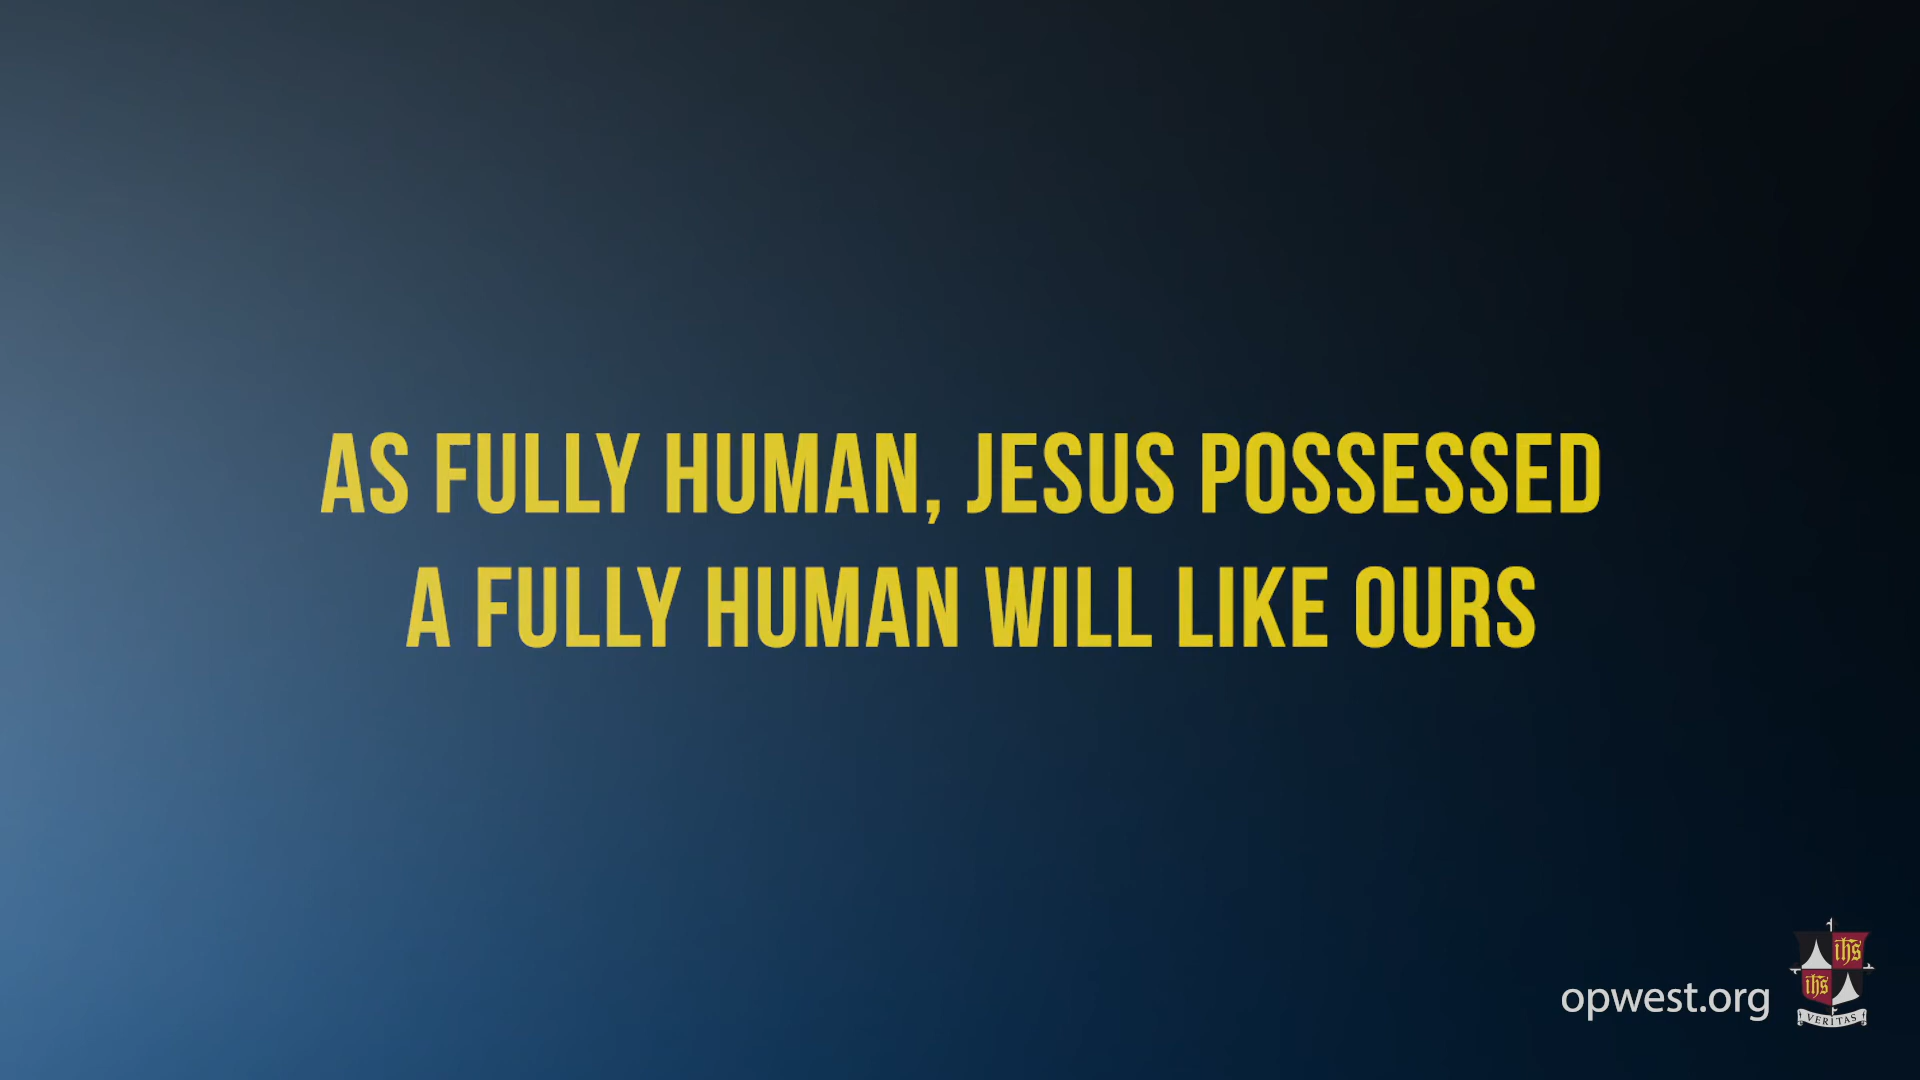 AS FULLY HUMAN, JESUS POSSESSED
A FULLY HUMAN WILL LIKE OURS
opwest.org
ihs
ihs
VERITAS